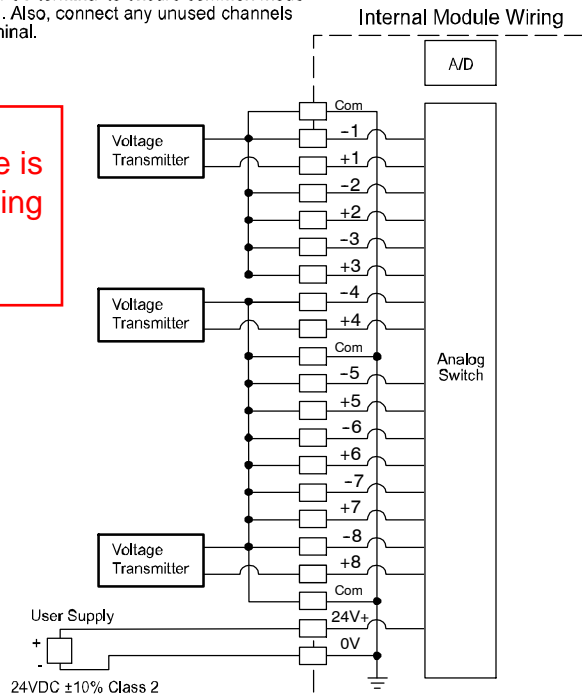 . Also, connect any unused channels
minal.
Internal Module Wiring
A/D
e is
ing
Voltage
Transmitter
Voltage
Transmitter
Voltage
Transmitter
Com
-1
+1
-2
+2
-3
+3
-4
+4
Com
-5
+5
-6
+6
-7
+7
-8
+8
Com
24V+
0V
Analog
Switch
User Supply
+
-
24VDC ±10% Class 2